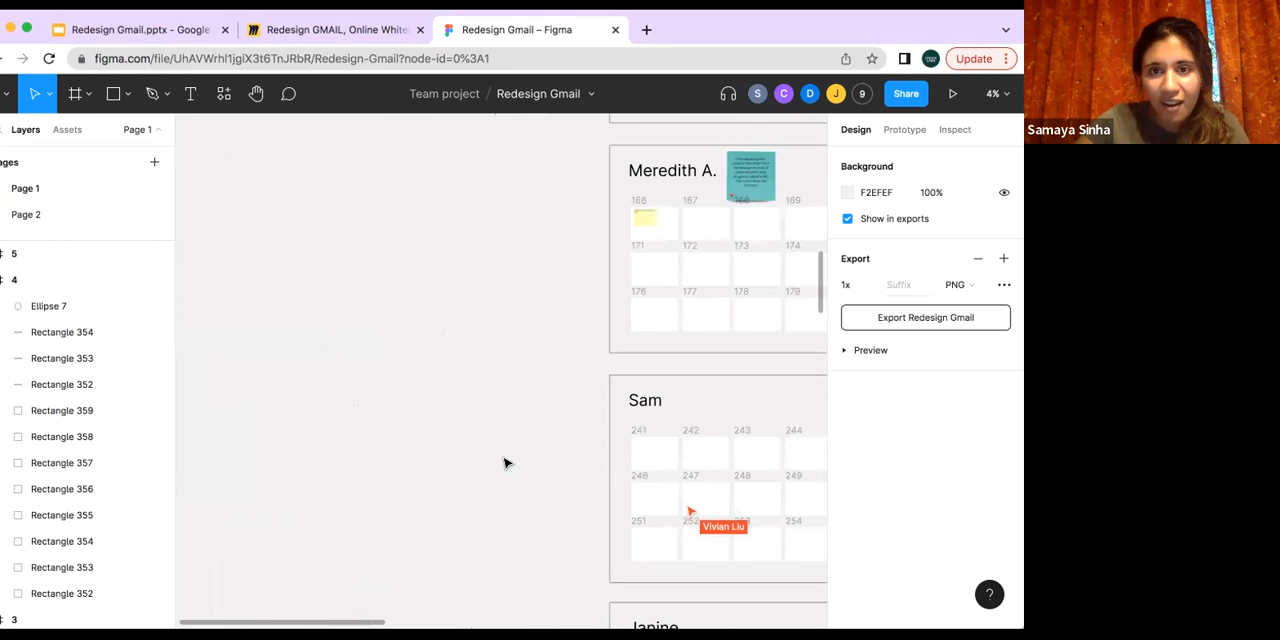 Redesign Gmail.pptx - Google
Redesign GMAIL, Online White
Redesign Gmail – Figma
figma.com/file/UhAVWrhl1jgiX3t6TnJRbR/Redesign-Gmail?node-id=0%3A1
Update
Team project / Redesign Gmail
S C D J 9
Share
4%
Layers Assets Page 1
ages
Page 1
Page 2
5
4
Ellipse 7
Rectangle 354
Rectangle 353
Rectangle 352
Rectangle 359
Rectangle 358
Rectangle 357
Rectangle 356
Rectangle 355
Rectangle 354
Rectangle 353
Rectangle 352
3
Meredith A.
166 167 168 169
171 172 173 174
176 177 178 179
Sam
241 242 243 244
246 247 248 249
251 252 253 254
Vivian Liu
Janine
Design Prototype Inspect
Background
F2EFEF 100%
Show in exports
Export
1x Suffix PNG
Export Redesign Gmail
Preview
?
Samaya Sinha